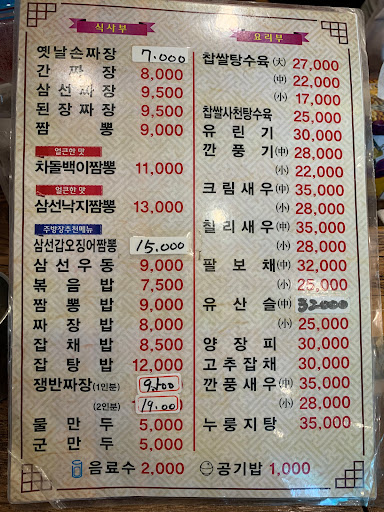 식사부
옛날손짜장 7.000
간짜장 8,000
삼선짜장 9,500
된장짜장 9,500
짬뽕 9,000
얼큰한 맛
차돌백이짬뽕 11,000
얼큰한 맛
삼선낙지짬뽕 13,000
주방장추천메뉴
삼선갑오징어짬뽕 15.000
삼선우동 9,000
볶음밥 7,500
짬뽕밥 9,000
짜장밥 8,000
잡채밥 8,500
잡탕밥 12,000
쟁반짜장(1인분)
(2인분) 19.00
물만두 5,000
군만두 5,000
요리부
찹쌀탕수육(大) 27,000
(中) 22,000
(小) 17,000
찹쌀사천탕수육 25,000
유린기 30,000
깐풍기(中) 28,000
(小) 22,000
크림새우(中) 35,000
(小) 28,000
칠리새우(中) 35,000
(小) 28,000
팔보채(中) 32,000
(小) 25,000
유산슬(中) 32000
(小) 25,000
양장피 30,000
고추잡채 30,000
깐풍새우(中) 35,000
(小) 28,000
누룽지탕 35,000
음료수 2,000 공기밥 1,000